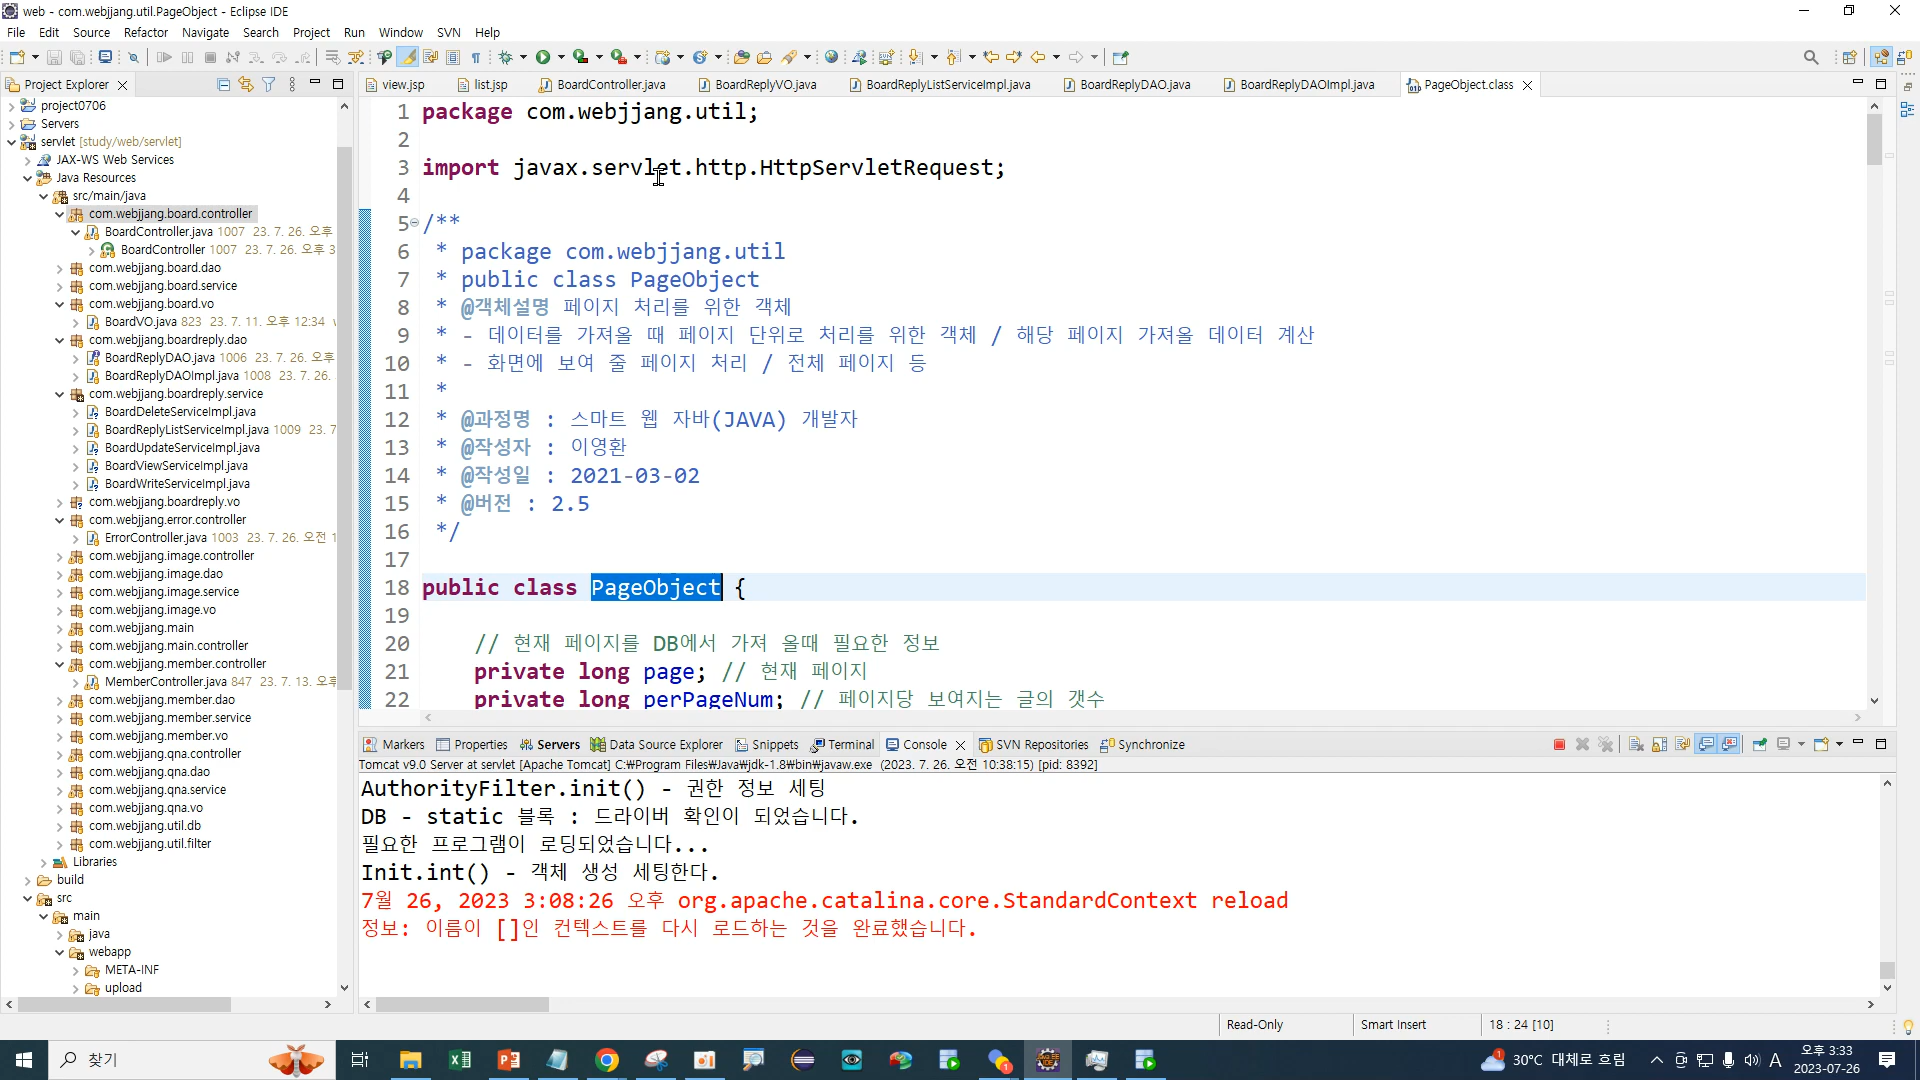 web - com.webjjang.util.PageObject - Eclipse IDE
File Edit Source Refactor Navigate Search Project Run Window SVN Help
Project Explorer
view.jsp list.jsp BoardController.java BoardReplyVO.java BoardReplyListServiceImpl.java BoardReplyDAO.java BoardReplyDAOImpl.java PageObject.class
project0706
Servers
servlet [study/web/servlet]
JAX-WS Web Services
Java Resources
src/main/java
com.webjjang.board.controller
BoardController.java 1007 23. 7. 26. 오후
BoardController 1007 23. 7. 26. 오후 3
com.webjjang.board.dao
com.webjjang.board.service
com.webjjang.board.vo
BoardVO.java 823 23. 7. 11. 오후 12:34
com.webjjang.boardreply.dao
BoardReplyDAO.java 1006 23. 7. 26. 오후
BoardReplyDAOImpl.java 1008 23. 7. 26.
com.webjjang.boardreply.service
BoardDeleteServiceImpl.java
BoardReplyListServiceImpl.java 1009 23. 7
BoardUpdateServiceImpl.java
BoardViewServiceImpl.java
BoardWriteServiceImpl.java
com.webjjang.boardreply.vo
com.webjjang.error.controller
ErrorController.java 1003 23. 7. 26. 오전 1
com.webjjang.image.controller
com.webjjang.image.dao
com.webjjang.image.service
com.webjjang.image.vo
com.webjjang.main
com.webjjang.main.controller
com.webjjang.member.controller
MemberController.java 847 23. 7. 13. 오후
com.webjjang.member.dao
com.webjjang.member.service
com.webjjang.member.vo
com.webjjang.qna.controller
com.webjjang.qna.dao
com.webjjang.qna.service
com.webjjang.qna.vo
com.webjjang.util.db
com.webjjang.util.filter
Libraries
build
src
main
java
webapp
META-INF
upload
1 package com.webjjang.util;
2
3 import javax.servlet.http.HttpServletRequest;
4
5 /**
6 * package com.webjjang.util
7 * public class PageObject
8 * @객체설명 페이지 처리를 위한 객체
9 * - 데이터를 가져올 때 페이지 단위로 처리를 위한 객체 / 해당 페이지 가져올 데이터 계산
10 * - 화면에 보여 줄 페이지 처리 / 전체 페이지 등
11 *
12 * @과정명 : 스마트 웹 자바(JAVA) 개발자
13 * @작성자 : 이영환
14 * @작성일 : 2021-03-02
15 * @버전 : 2.5
16 */
17
18 public class PageObject {
19
20 // 현재 페이지를 DB에서 가져 올때 필요한 정보
21 private long page; // 현재 페이지
22 private long perPageNum; // 페이지당 보여지는 글의 갯수
Markers Properties Servers Data Source Explorer Snippets Terminal Console SVN Repositories Synchronize
Tomcat v9.0 Server at servlet [Apache Tomcat] C:₩Program Files₩Java₩jdk-1.8₩bin₩javaw.exe (2023. 7. 26. 오전 10:38:15) [pid: 8392]
AuthorityFilter.init() - 권한 정보 세팅
DB - static 블록 : 드라이버 확인이 되었습니다.
필요한 프로그램이 로딩되었습니다...
Init.int() - 객체 생성 세팅한다.
7월 26, 2023 3:08:26 오후 org.apache.catalina.core.StandardContext reload
정보: 이름이 []인 컨텍스트를 다시 로드하는 것을 완료했습니다.
Read-Only Smart Insert 18 : 24 [10]
찾기
30°C 대체로 흐림 A 오후 3:33
2023-07-26